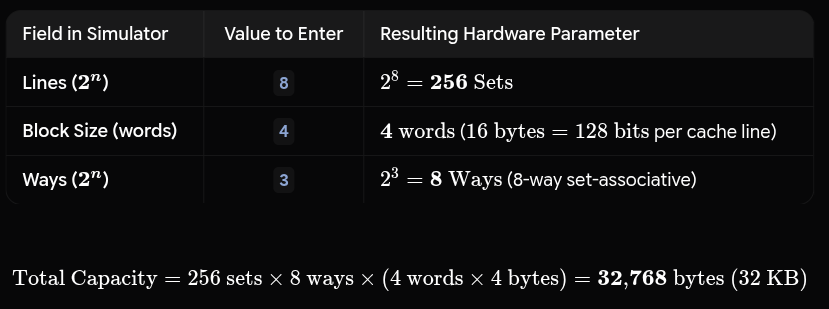 Field in Simulator Value to Enter Resulting Hardware Parameter
Lines (2ⁿ) 8 2⁸ = 256 Sets
Block Size (words) 4 4 words (16 bytes = 128 bits per cache line)
Ways (2ⁿ) 3 2³ = 8 Ways (8-way set-associative)
Total Capacity = 256 sets × 8 ways × (4 words × 4 bytes) = 32,768 bytes (32 KB)